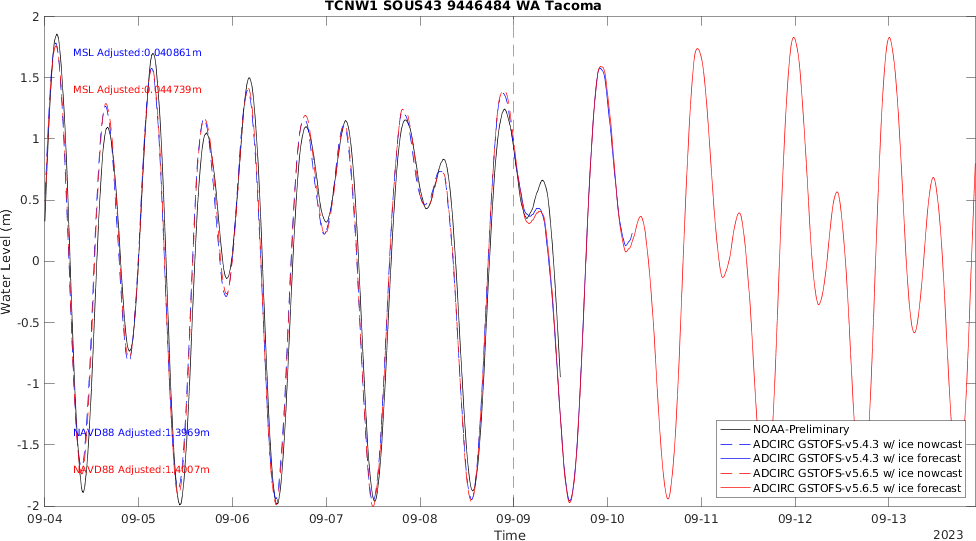 TCNW1 SOUS43 9446484 WA Tacoma
2
1.5
1
0.5
0
-0.5
-1
-1.5
-2
Water Level (m)
MSL Adjusted:0.040861m
MSL Adjusted:0.044739m
NAVD88 Adjusted:1.3969m
NAVD88 Adjusted:1.4007m
NOAA-Preliminary
ADCIRC GSTOFS-v5.4.3 w/ ice nowcast
ADCIRC GSTOFS-v5.4.3 w/ ice forecast
ADCIRC GSTOFS-v5.6.5 w/ ice nowcast
ADCIRC GSTOFS-v5.6.5 w/ ice forecast
09-04 09-05 09-06 09-07 09-08 09-09 09-10 09-11 09-12 09-13
Time
2023